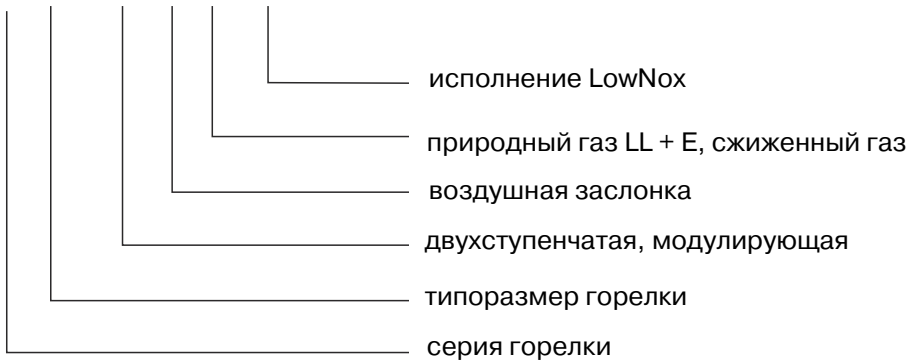 исполнение LowNox
природный газ LL + E, сжиженный газ
воздушная заслонка
двухступенчатая, модулирующая
типоразмер горелки
серия горелки